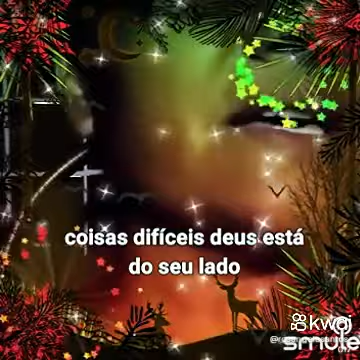 coisas difíceis deus está
do seu lado
kwai
smule